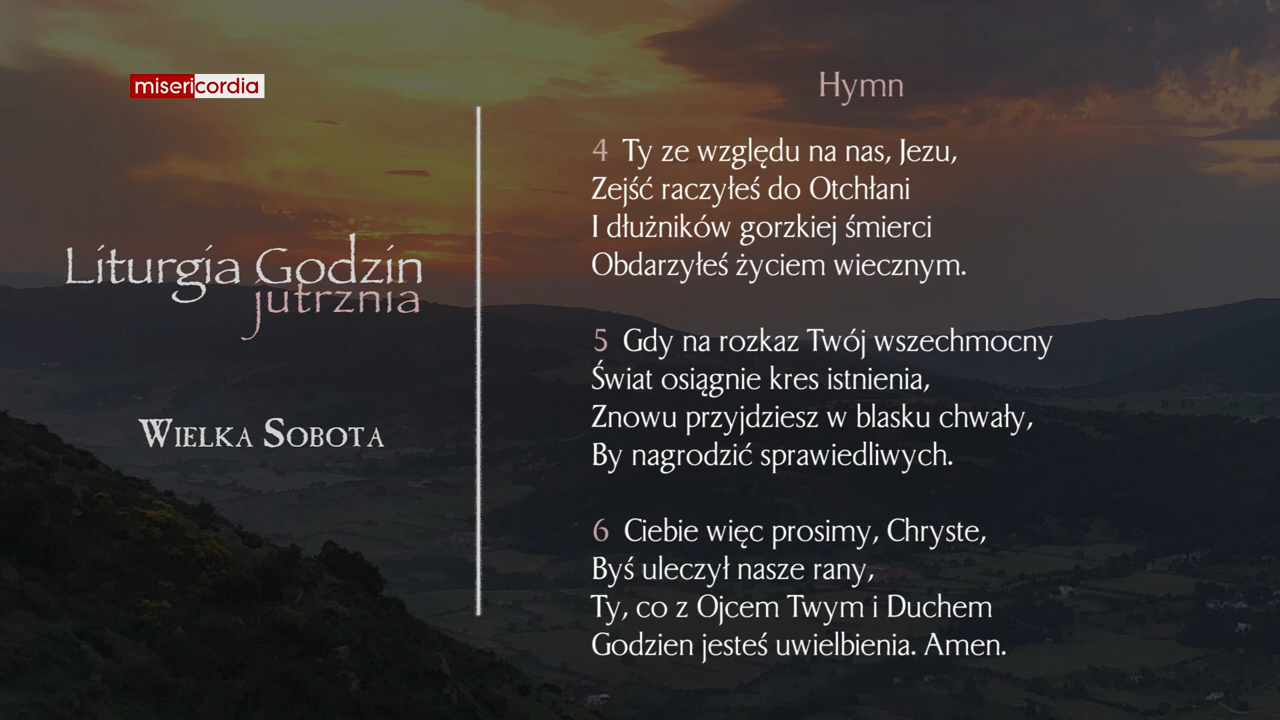 misericordia
Liturgia Godzin
jutrznia
Wielka Sobota
Hymn
4 Ty ze względu na nas, Jezu,
Zejść raczyłeś do Otchłani
I dłużników gorzkiej śmierci
Obdarzyłeś życiem wiecznym.
5 Gdy na rozkaz Twój wszechmocny
Świat osiągnie kres istnienia,
Znowu przyjdziesz w blasku chwały,
By nagrodzić sprawiedliwych.
6 Ciebie więc prosimy, Chryste,
Byś uleczył nasze rany,
Ty, co z Ojcem Twym i Duchem
Godzien jesteś uwielbienia. Amen.